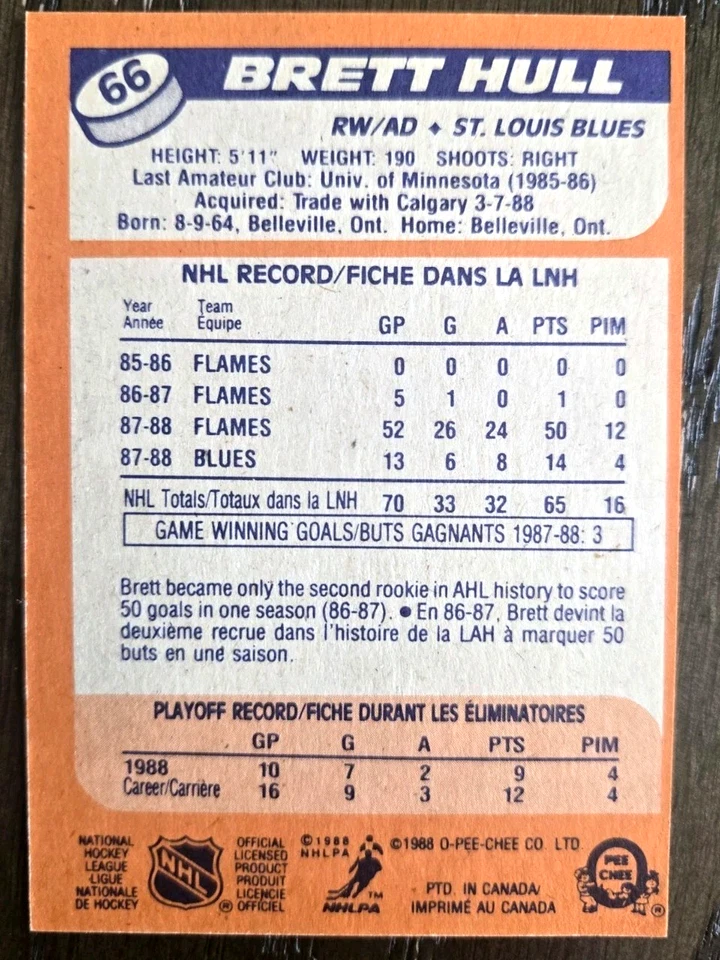 66 BRETT HULL
RW/AD ♦ ST. LOUIS BLUES
HEIGHT: 5'11" WEIGHT: 190 SHOOTS: RIGHT
Last Amateur Club: Univ. of Minnesota (1985-86)
Acquired: Trade with Calgary 3-7-88
Born: 8-9-64, Belleville, Ont. Home: Belleville, Ont.
NHL RECORD/FICHE DANS LA LNH
Year Team
Année Équipe GP G A PTS PIM
85-86 FLAMES 0 0 0 0 0
86-87 FLAMES 5 1 0 1 0
87-88 FLAMES 52 26 24 50 12
87-88 BLUES 13 6 8 14 4
NHL Totals/Totaux dans la LNH 70 33 32 65 16
GAME WINNING GOALS/BUTS GAGNANTS 1987-88: 3
Brett became only the second rookie in AHL history to score
50 goals in one season (86-87). ● En 86-87, Brett devint la
deuxième recrue dans l'histoire de la LAH à marquer 50
buts en une saison.
PLAYOFF RECORD/FICHE DURANT LES ÉLIMINATOIRES
GP G A PTS PIM
1988 10 7 2 9 4
Career/Carrière 16 9 3 12 4
NATIONAL
HOCKEY
LEAGUE
LIGUE
NATIONALE
DE HOCKEY
NHL
®
OFFICIAL
LICENSED
PRODUCT
PRODUIT
LICENCIE
OFFICIEL
©1988
NHLPA
TM
NHLPA
©1988 O-PEE-CHEE CO. LTD.
PTD. IN CANADA/
IMPRIMÉ AU CANADA
O
PEE
CHEE
®